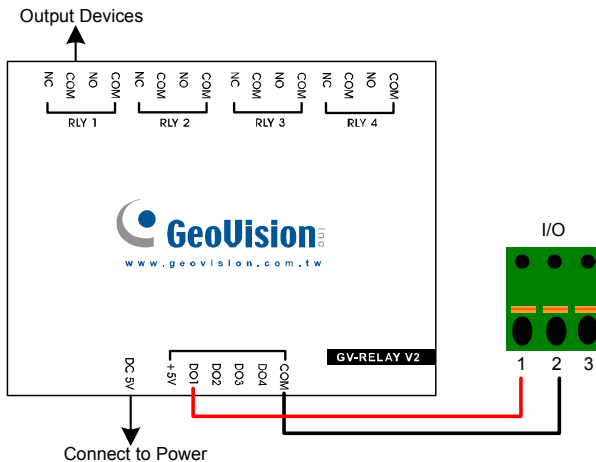 Output Devices
NC COM NO COM NC COM NO COM NC COM NO COM NC COM NO COM
RLY 1 RLY 2 RLY 3 RLY 4
GeoVision inc
www.geovision.com.tw
I/O
GV-RELAY V2
DC 5V +5V DO1 DO2 DO3 DO4 COM
1 2 3
Connect to Power